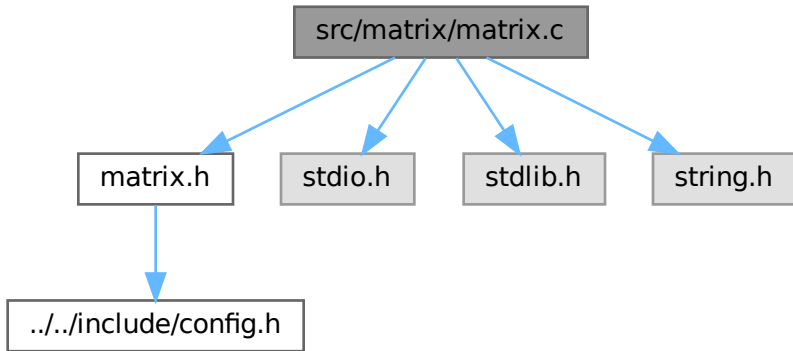 src/matrix/matrix.c
matrix.h
stdio.h
stdlib.h
string.h
../../include/config.h